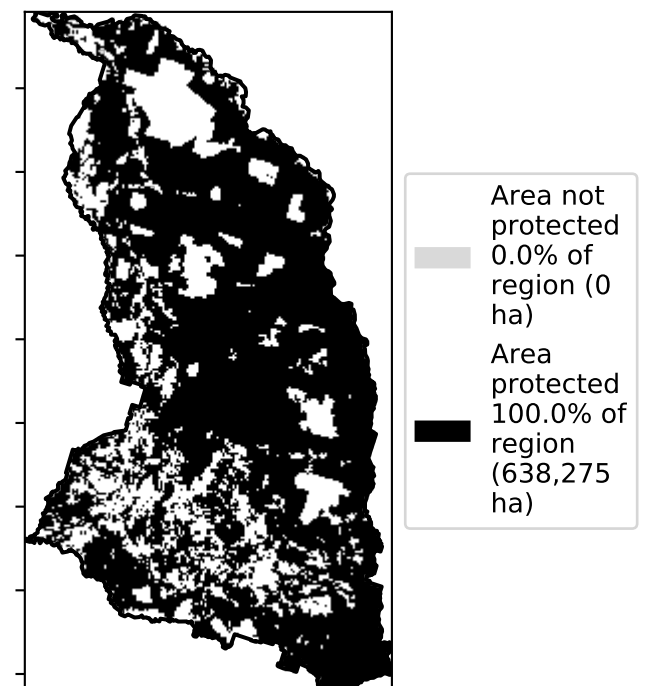 Area not
protected
0.0% of
region (0
ha)
Area
protected
100.0% of
region
(638,275
ha)